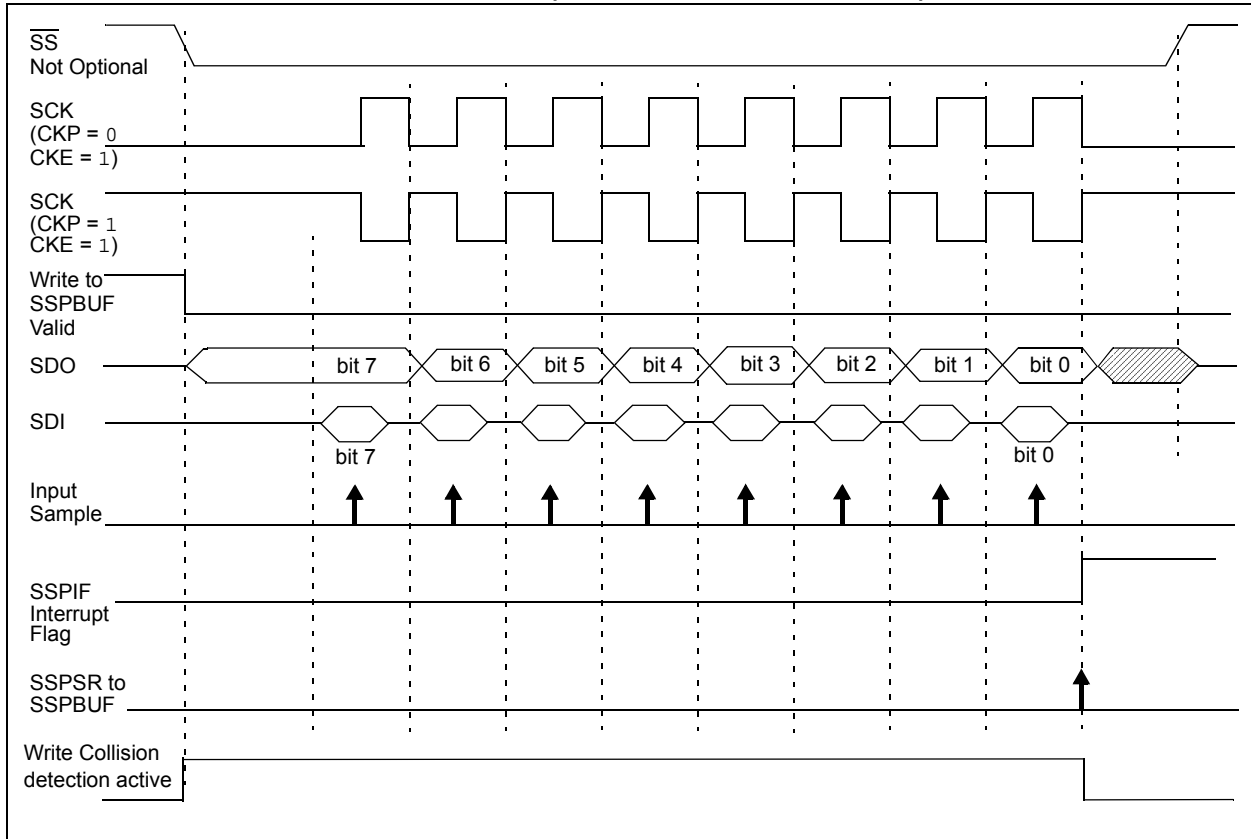 SS
Not Optional
SCK
(CKP = 0
CKE = 1)
SCK
(CKP = 1
CKE = 1)
Write to
SSPBUF
Valid
SDO
bit 7
bit 6
bit 5
bit 4
bit 3
bit 2
bit 1
bit 0
SDI
bit 7
bit 0
Input
Sample
SSPIF
Interrupt
Flag
SSPSR to
SSPBUF
Write Collision
detection active